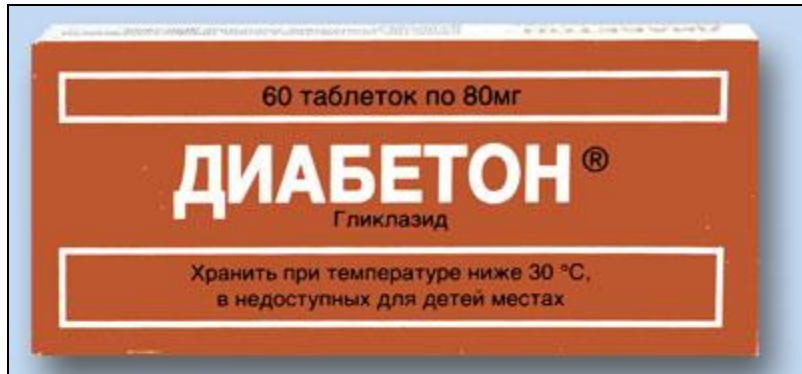 60 таблеток по 80мг
ДИАБЕТОН®
Гликлазид
Хранить при температуре ниже 30 °C,
в недоступных для детей местах